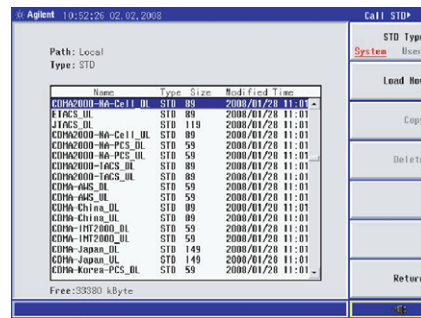 Agilent 10:52:26 02.02.2008
Call STD
Path: Local
Type: STD
STD Type
System User
Name Type Size Modified Time
CDMA2000-NA-Cell_DL STD 89 2008/01/28 11:01
ETACS_UL STD 89 2008/01/28 11:01
JTACS_DL STD 119 2008/01/28 11:01
CDMA2000-NA-Cell_UL STD 89 2008/01/28 11:01
CDMA2000-NA-PCS_DL STD 59 2008/01/28 11:01
CDMA2000-NA-PCS_UL STD 59 2008/01/28 11:01
CDMA2000-TACS_DL STD 89 2008/01/28 11:01
CDMA2000-TACS_UL STD 89 2008/01/28 11:01
CDMA-AWS_DL STD 59 2008/01/28 11:01
CDMA-AWS_UL STD 59 2008/01/28 11:01
CDMA-China_DL STD 89 2008/01/28 11:01
CDMA-China_UL STD 89 2008/01/28 11:01
CDMA-IMT2000_DL STD 59 2008/01/28 11:01
CDMA-IMT2000_UL STD 59 2008/01/28 11:01
CDMA-Japan_DL STD 149 2008/01/28 11:01
CDMA-Japan_UL STD 149 2008/01/28 11:01
CDMA-Korea-PCS_DL STD 59 2008/01/28 11:01
Load Now
Copy
Delete
Return
Free:33380 kByte